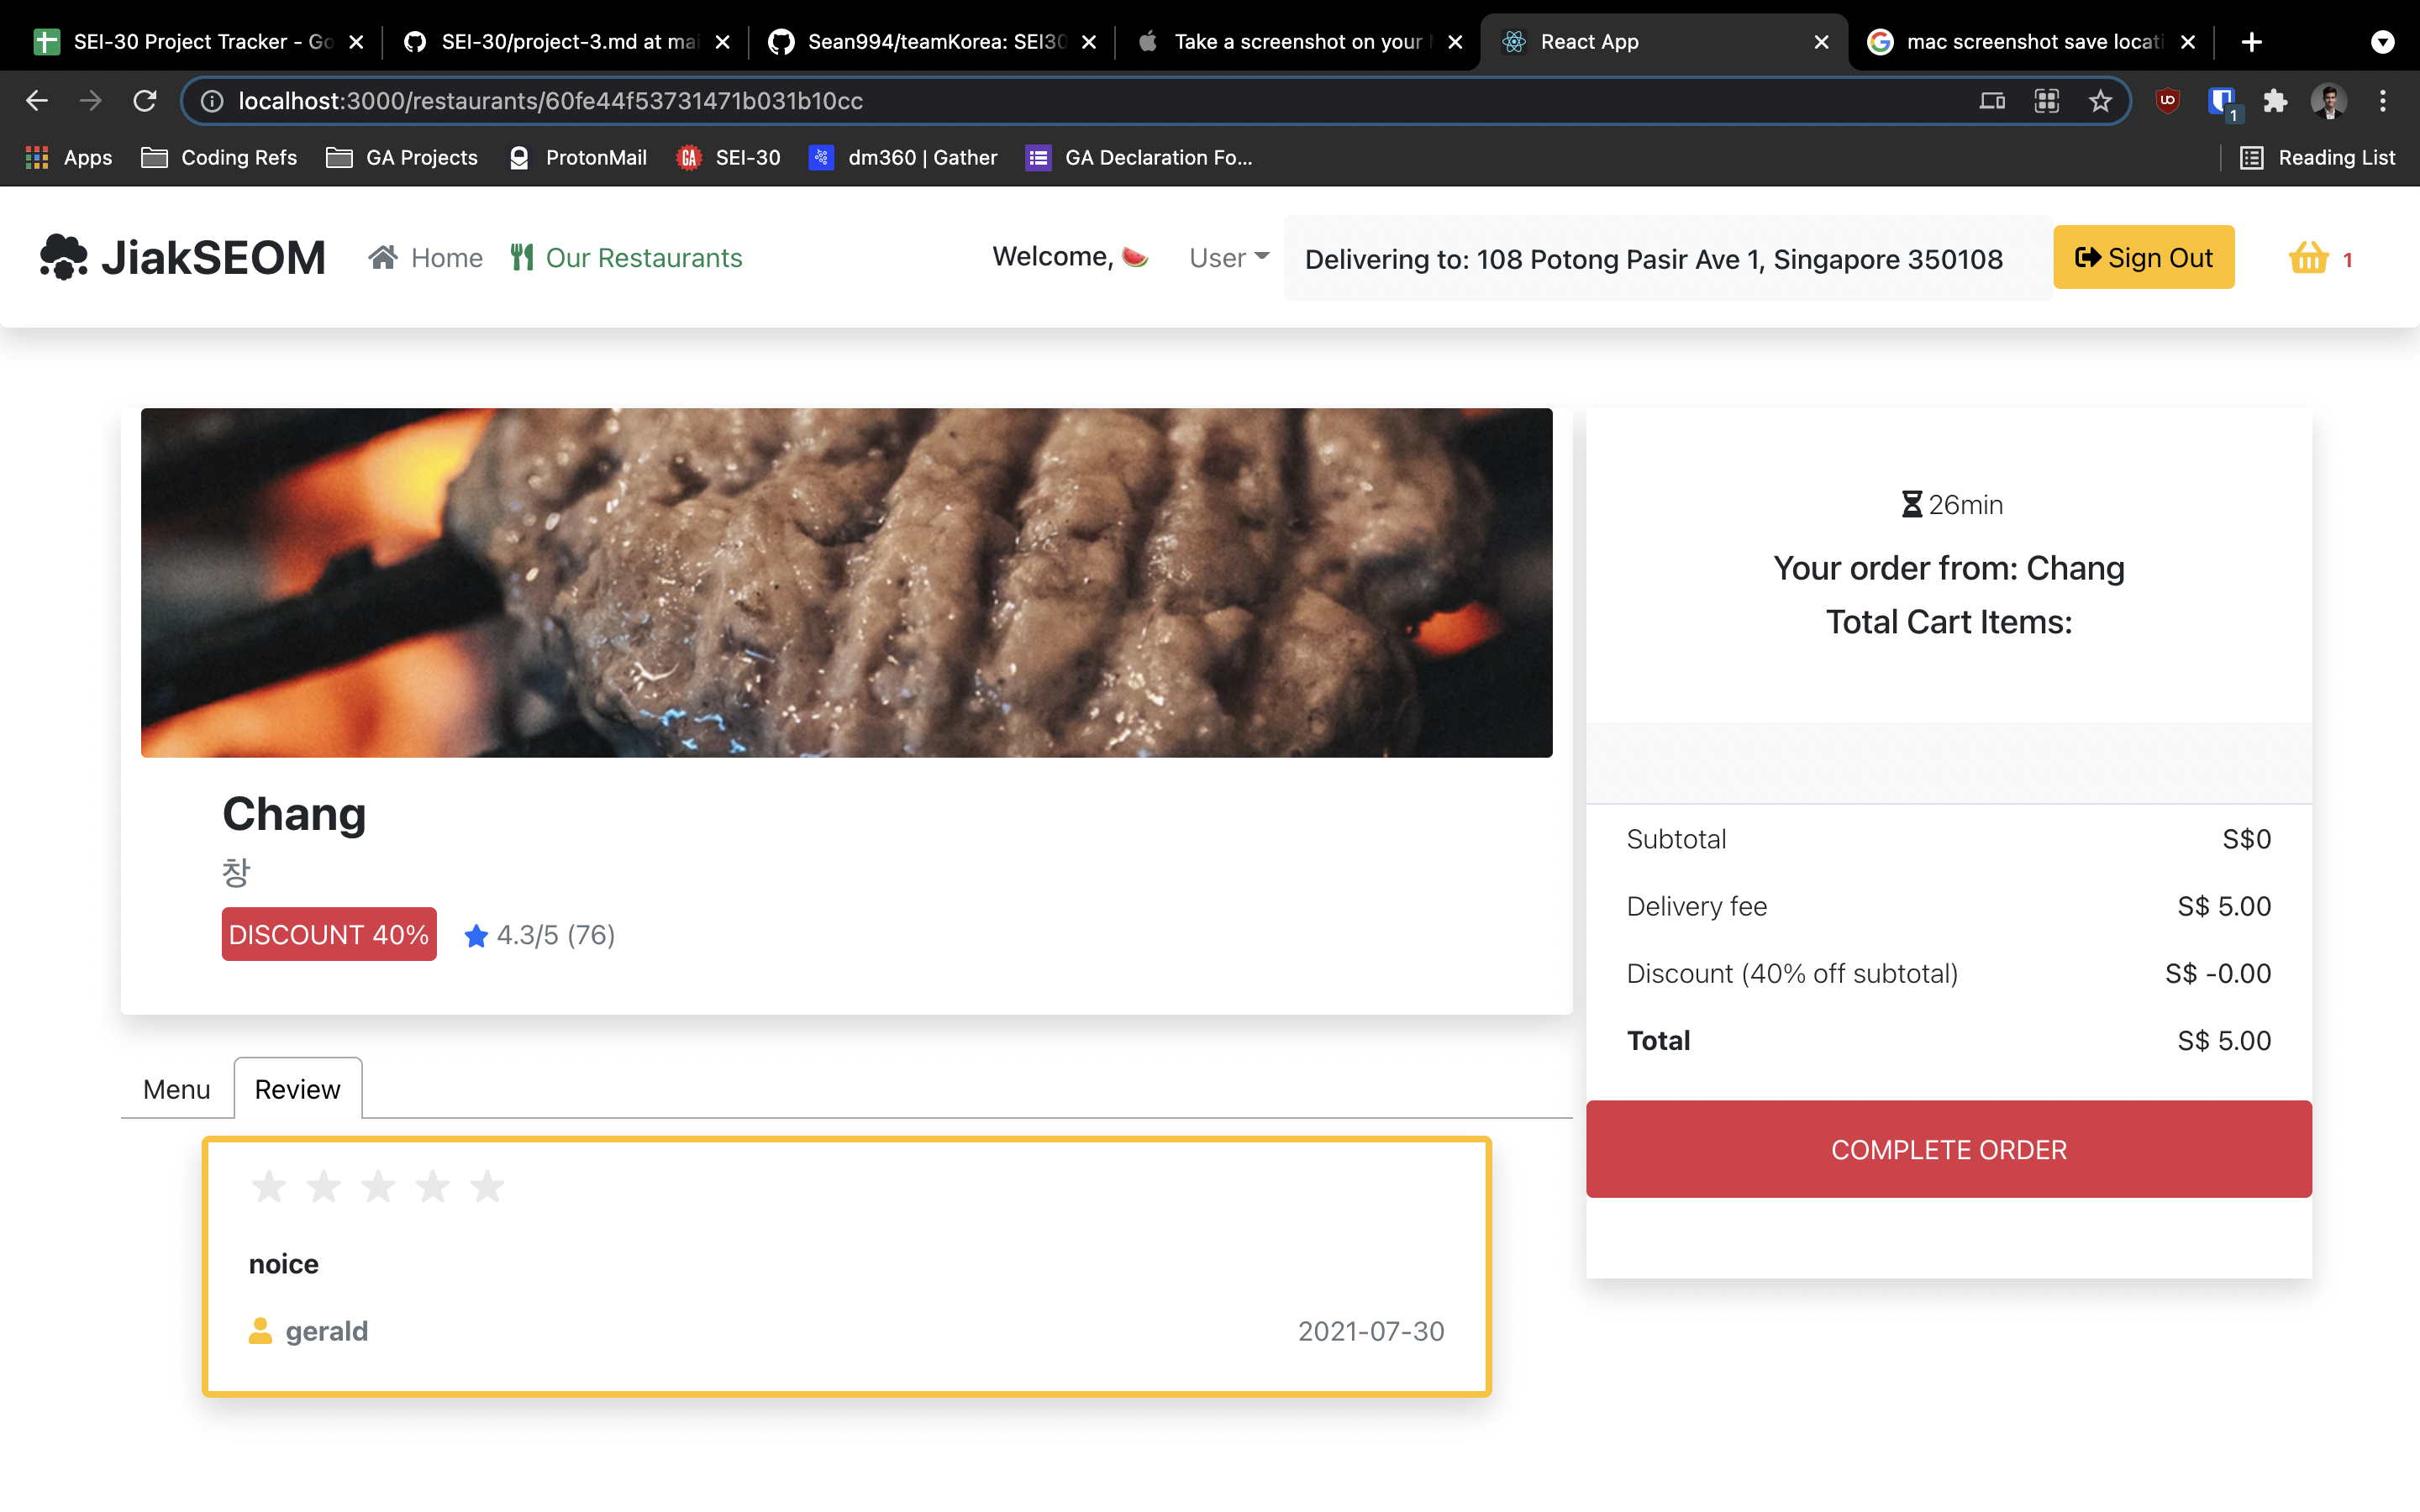 SEI-30 Project Tracker - Go
SEI-30/project-3.md at mai
Sean994/teamKorea: SEI30
Take a screenshot on your M
React App
mac screenshot save locati
localhost:3000/restaurants/60fe44f53731471b031b10cc
1
Apps
Coding Refs
GA Projects
ProtonMail
GA
SEI-30
dm360 | Gather
GA Declaration Fo...
Reading List
JiakSEOM
Home
Our Restaurants
Welcome, 🍉
User
Delivering to: 108 Potong Pasir Ave 1, Singapore 350108
Sign Out
1
Chang
창
DISCOUNT 40%
4.3/5 (76)
Menu
Review
noice
gerald
2021-07-30
26min
Your order from: Chang
Total Cart Items:
Subtotal S$0
Delivery fee S$ 5.00
Discount (40% off subtotal) S$ -0.00
Total S$ 5.00
COMPLETE ORDER